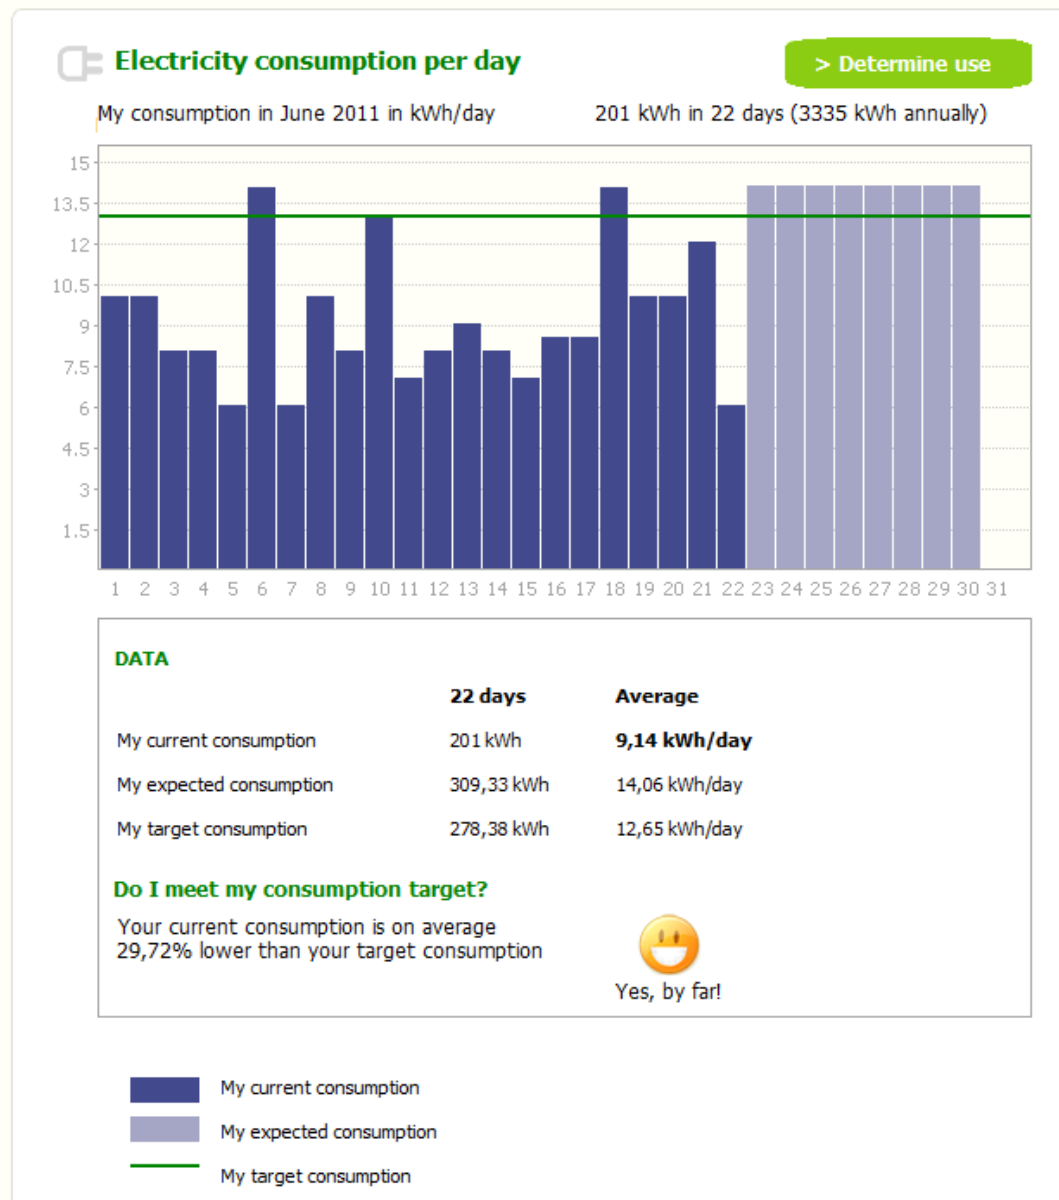 Electricity consumption per day
> Determine use
My consumption in June 2011 in kWh/day 201 kWh in 22 days (3335 kWh annually)
15
13.5
12
10.5
9
7.5
6
4.5
3
1.5
1 2 3 4 5 6 7 8 9 10 11 12 13 14 15 16 17 18 19 20 21 22 23 24 25 26 27 28 29 30 31
DATA
22 days Average
My current consumption 201 kWh 9,14 kWh/day
My expected consumption 309,33 kWh 14,06 kWh/day
My target consumption 278,38 kWh 12,65 kWh/day
Do I meet my consumption target?
Your current consumption is on average
29,72% lower than your target consumption
Yes, by far!
My current consumption
My expected consumption
My target consumption